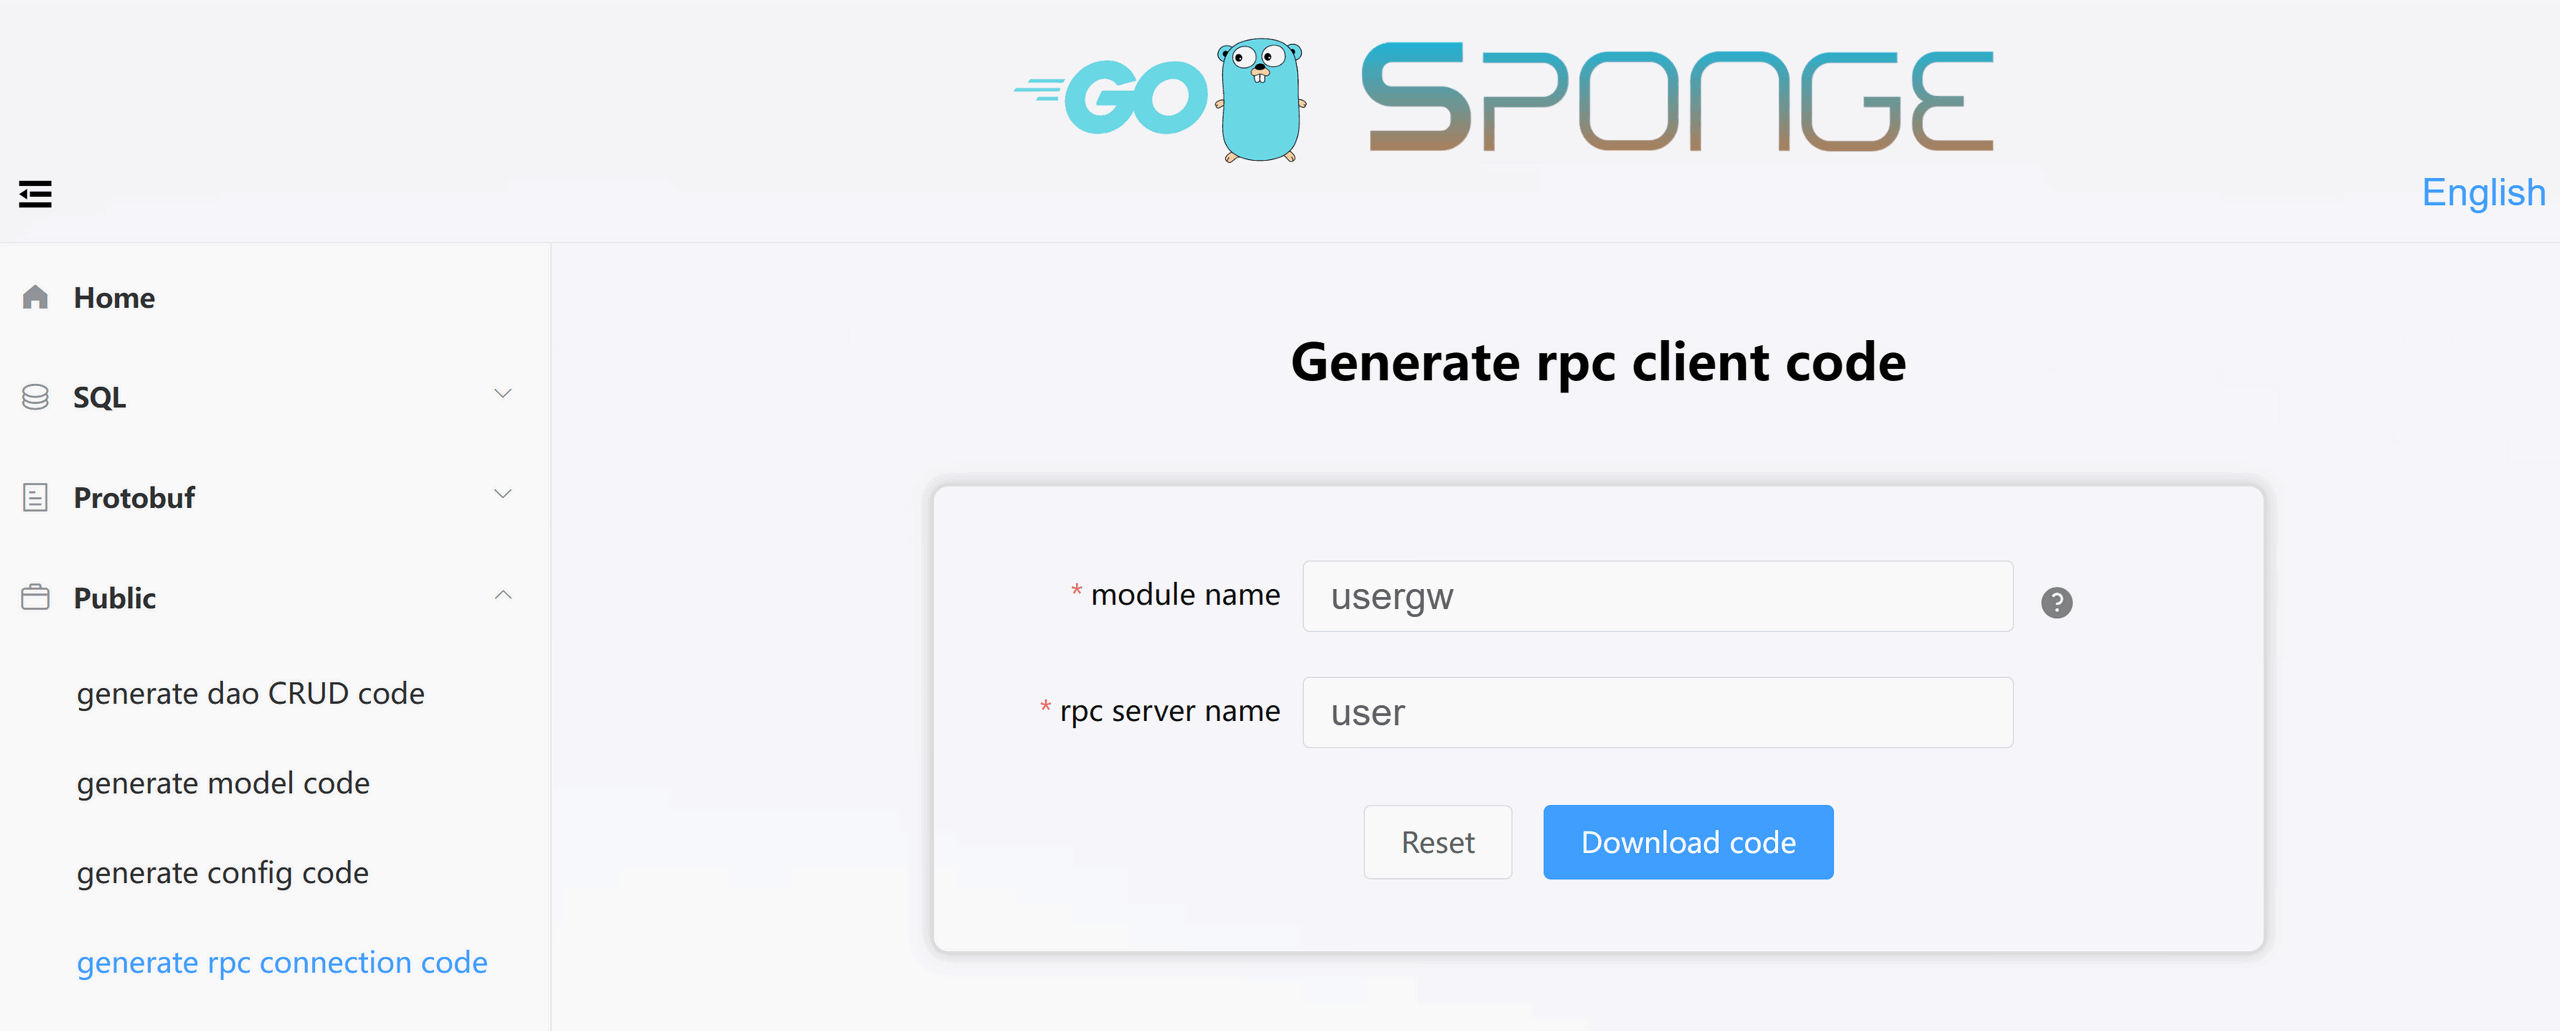 GO SPONGE
English
Home
SQL
Protobuf
Public
generate dao CRUD code
generate model code
generate config code
generate rpc connection code
Generate rpc client code
* module name usergw ?
* rpc server name user
Reset Download code